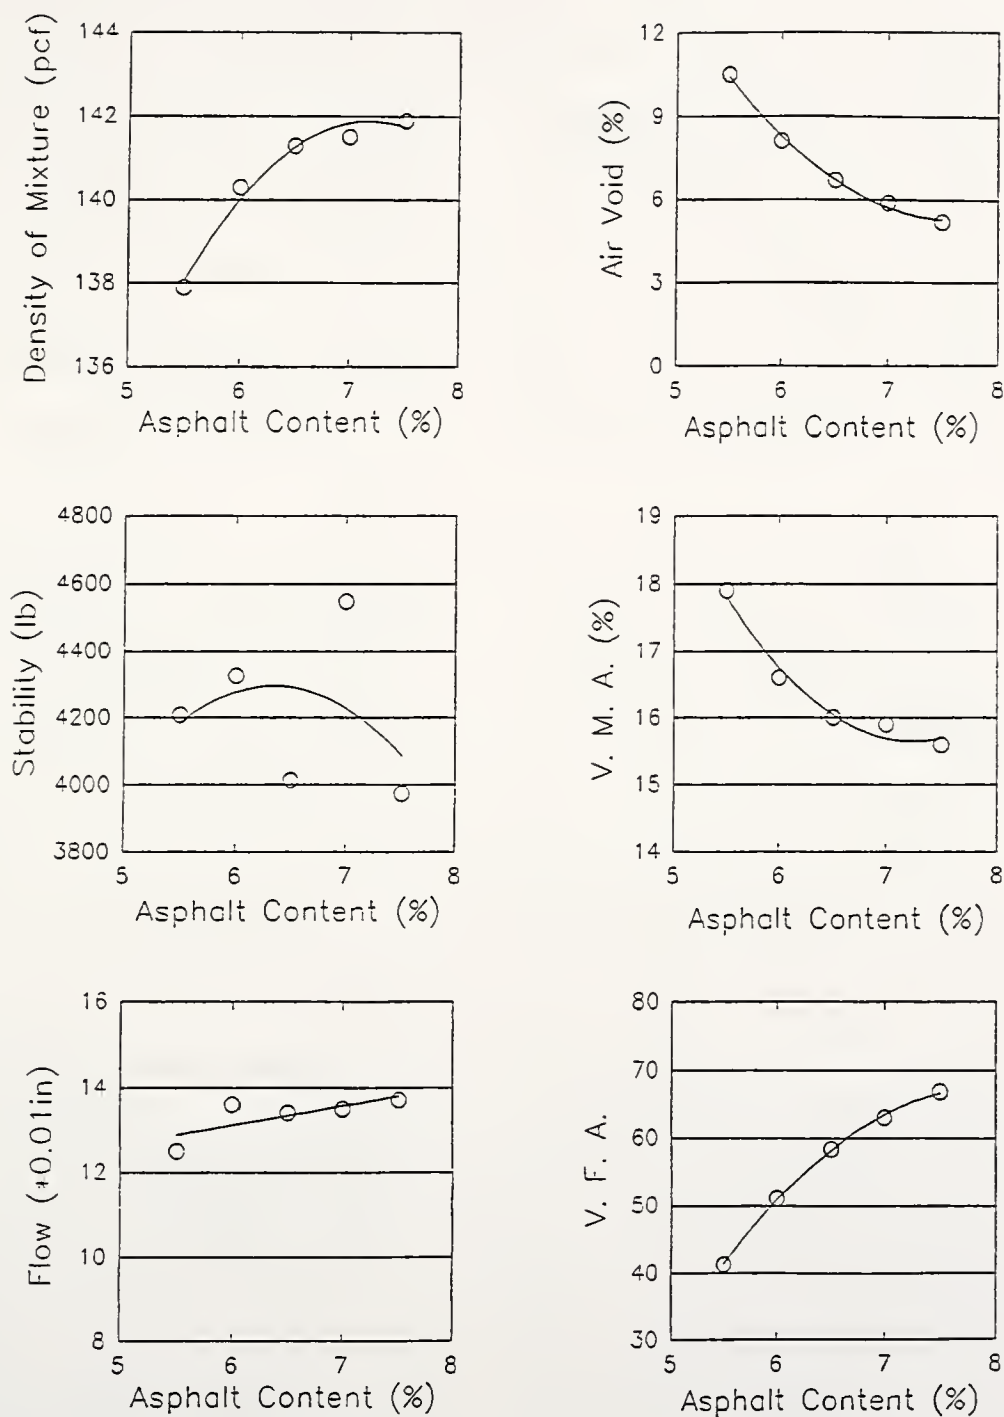 Density of Mixture (pcf)
144
142
140
138
136
5 6 7 8
Asphalt Content (%)
Air Void (%)
12
9
6
3
0
5 6 7 8
Asphalt Content (%)
Stability (lb)
4800
4600
4400
4200
4000
3800
5 6 7 8
Asphalt Content (%)
V. M. A. (%)
19
18
17
16
15
14
5 6 7 8
Asphalt Content (%)
Flow (*0.01in)
16
14
12
10
8
5 6 7 8
Asphalt Content (%)
V. F. A.
80
70
60
50
40
30
5 6 7 8
Asphalt Content (%)